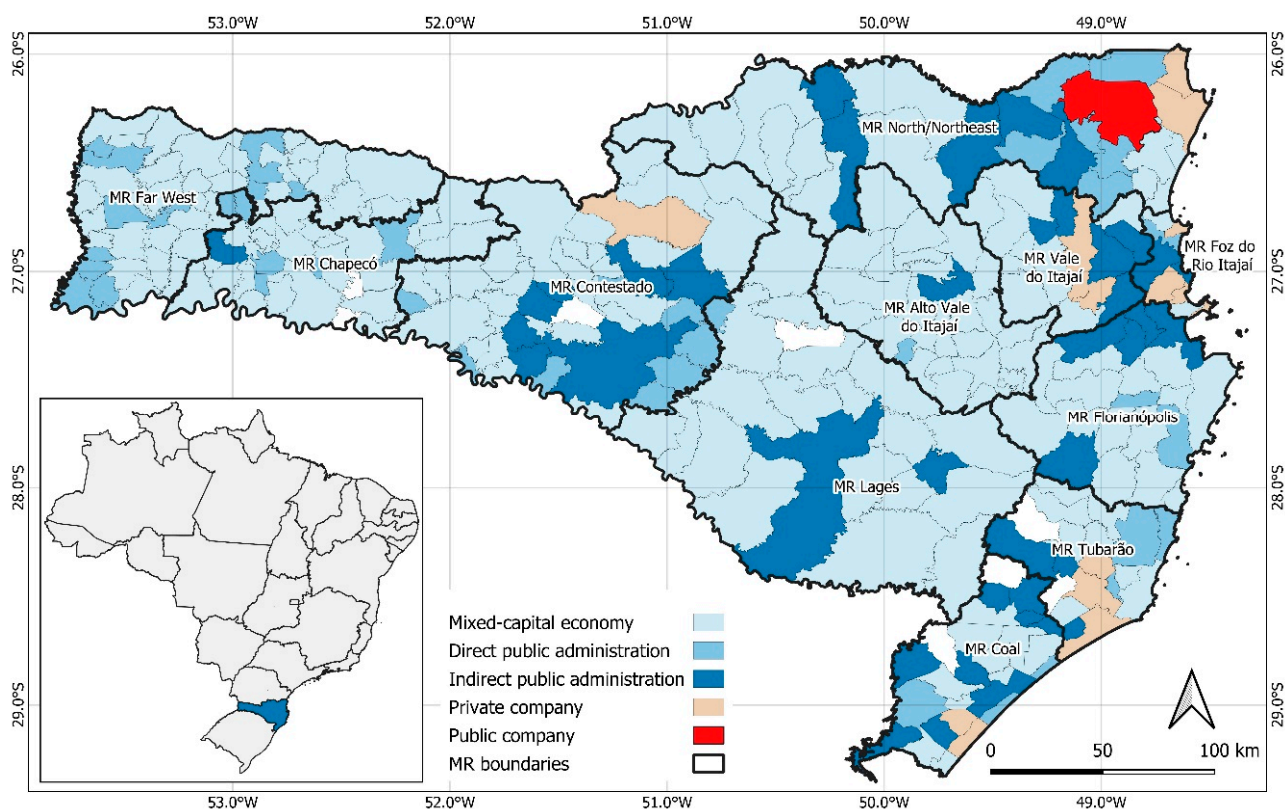 53.0°W
52.0°W
51.0°W
50.0°W
49.0°W
26.0°S
26.0°S
MR North/Northeast
MR Far West
MR Foz do
Rio Itajaí
MR Vale
do Itajaí
MR Chapecó
27.0°S
27.0°S
MR Contestado
MR Alto Vale
do Itajaí
MR Florianópolis
28.0°S
28.0°S
MR Lages
MR Tubarão
Mixed-capital economy
Direct public administration
MR Coal
Indirect public administration
Private company
29.0°S
29.0°S
Public company
MR boundaries
0 50 100 km
53.0°W
52.0°W
51.0°W
50.0°W
49.0°W